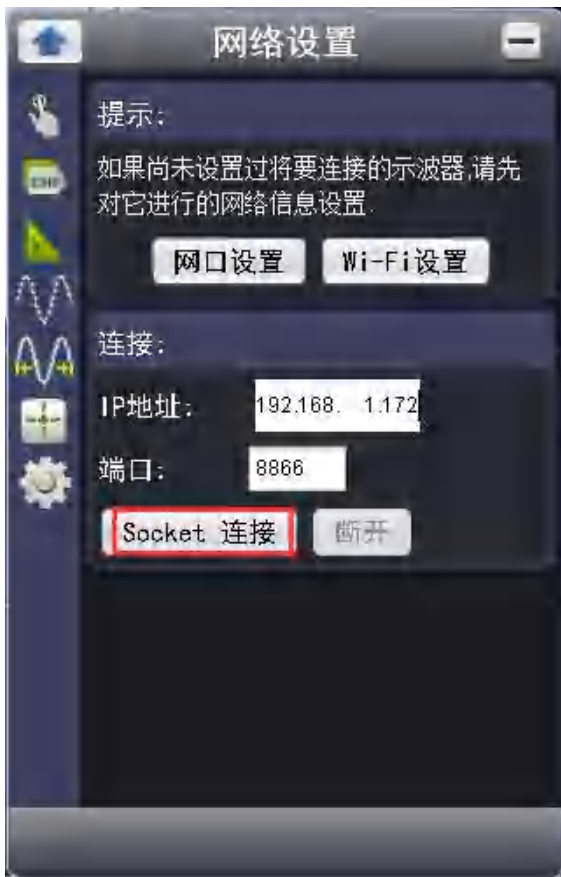 网络设置
提示:
如果尚未设置过将要连接的示波器,请先
对它进行的网络信息设置.
网口设置 Wi-Fi设置
连接:
IP地址: 192.168. 1.172
端口: 8866
Socket 连接 断开